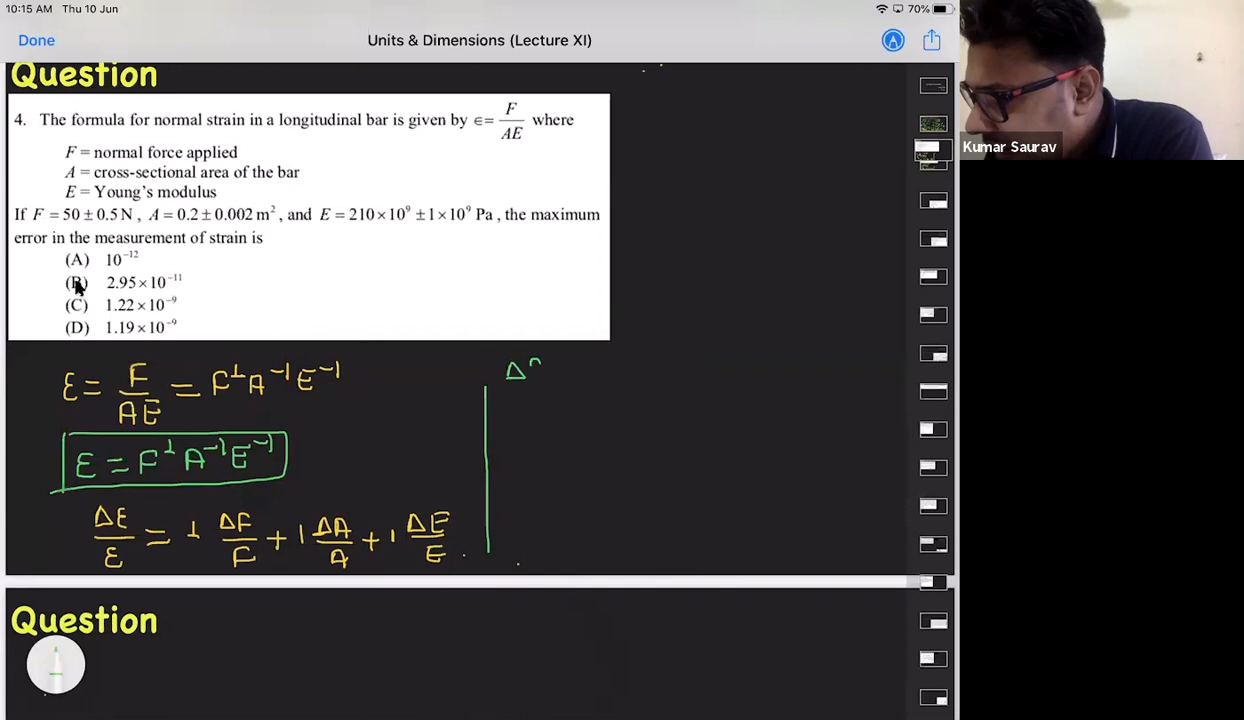 10:15 AM Thu 10 Jun
70%
Done
Units & Dimensions (Lecture XI)
Question
4. The formula for normal strain in a longitudinal bar is given by ∈= F/AE where
F = normal force applied
A = cross-sectional area of the bar
E = Young's modulus
If F = 50 ± 0.5 N, A = 0.2 ± 0.002 m², and E = 210×10⁹ ± 1×10⁹ Pa, the maximum
error in the measurement of strain is
(A) 10⁻¹²
(B) 2.95×10⁻¹¹
(C) 1.22×10⁻⁹
(D) 1.19×10⁻⁹
Kumar Saurav
ε = F/AE = F¹A⁻¹E⁻¹
ε = F¹A⁻¹E⁻¹
Δε/ε = 1 ΔF/F + 1 ΔA/A + 1 ΔE/E
Δ
Question